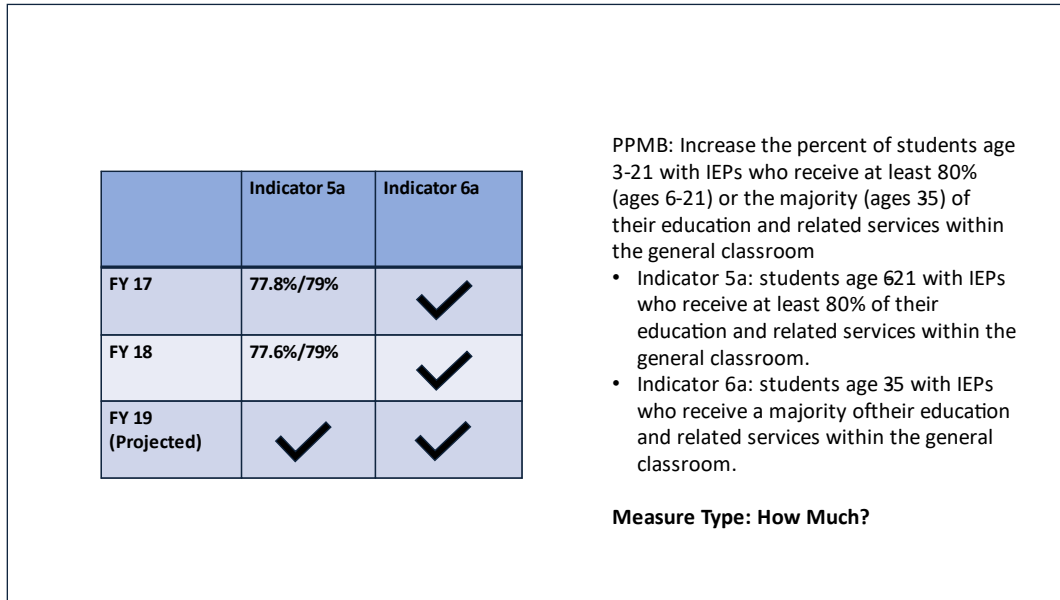 Indicator 5a Indicator 6a
FY 17 77.8%/79%
FY 18 77.6%/79%
FY 19
(Projected)
PPMB: Increase the percent of students age
3-21 with IEPs who receive at least 80%
(ages 6-21) or the majority (ages 35) of
their education and related services within
the general classroom
• Indicator 5a: students age 621 with IEPs
who receive at least 80% of their
education and related services within the
general classroom.
• Indicator 6a: students age 35 with IEPs
who receive a majority oftheir education
and related services within the general
classroom.
Measure Type: How Much?